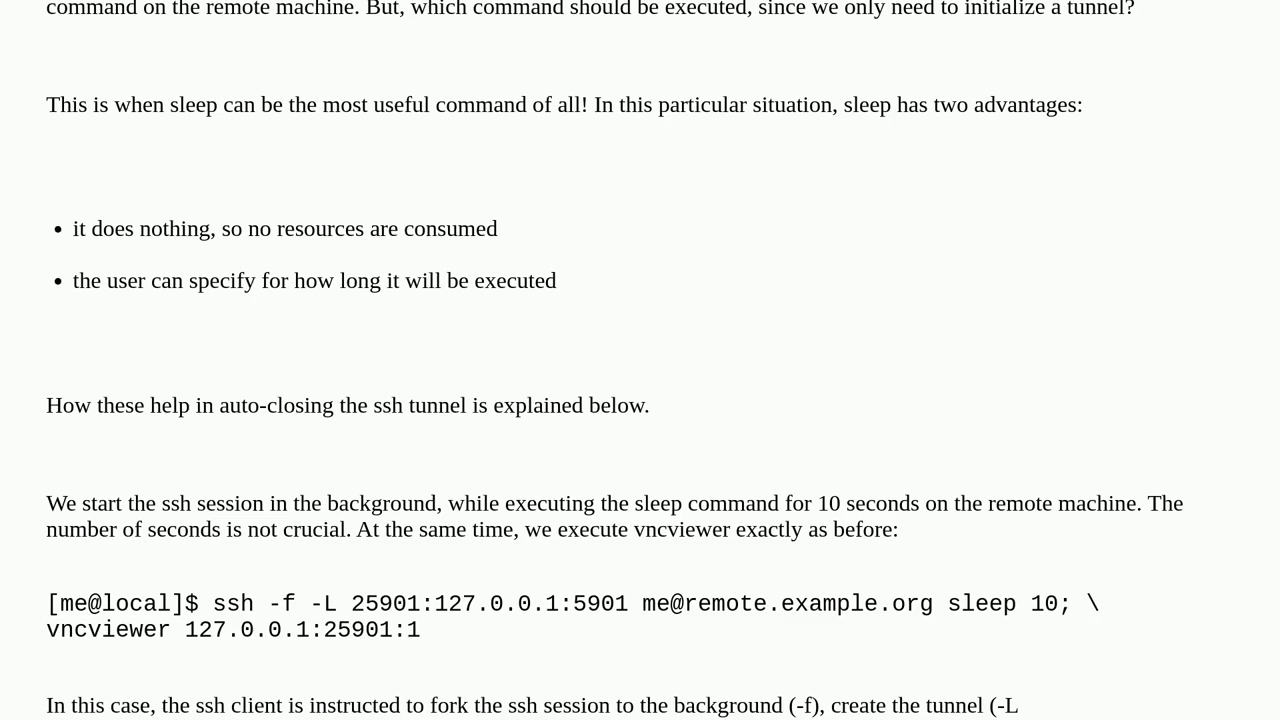 command on the remote machine. But, which command should be executed, since we only need to initialize a tunnel?
This is when sleep can be the most useful command of all! In this particular situation, sleep has two advantages:
• it does nothing, so no resources are consumed
• the user can specify for how long it will be executed
How these help in auto-closing the ssh tunnel is explained below.
We start the ssh session in the background, while executing the sleep command for 10 seconds on the remote machine. The
number of seconds is not crucial. At the same time, we execute vncviewer exactly as before:
[me@local]$ ssh -f -L 25901:127.0.0.1:5901 me@remote.example.org sleep 10; \
vncviewer 127.0.0.1:25901:1
In this case, the ssh client is instructed to fork the ssh session to the background (-f), create the tunnel (-L